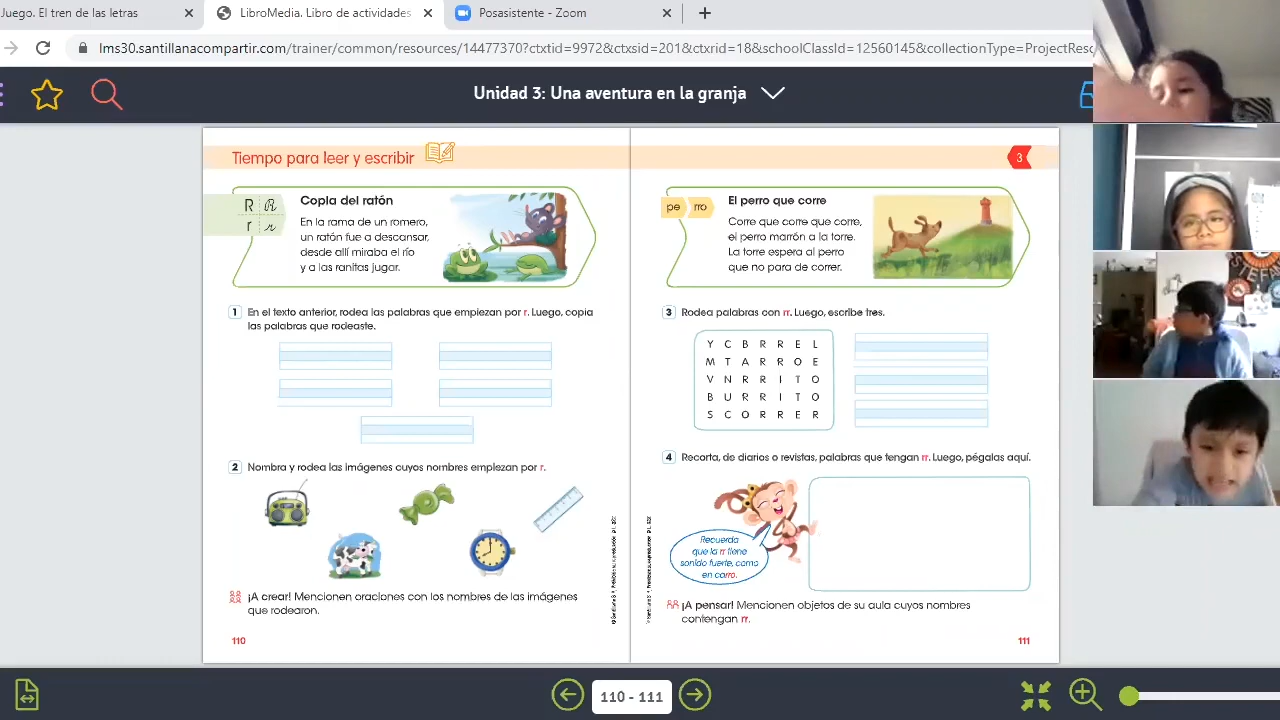 Juego. El tren de las letras
LibroMedia. Libro de actividades
Posasistente - Zoom
lms30.santillanacompartir.com/trainer/common/resources/14477370?ctxtid=9972&ctxsid=201&ctxrid=18&schoolClassId=12560145&collectionType=ProjectReso
Unidad 3: Una aventura en la granja
Tiempo para leer y escribir
R R
r r
Copla del ratón
En la rama de un romero,
un ratón fue a descansar,
desde allí miraba el río
y a las ranitas jugar.
1 En el texto anterior, rodea las palabras que empiezan por r. Luego, copia
las palabras que rodeaste.
2 Nombra y rodea las imágenes cuyos nombres empiezan por r.
¡A crear! Mencionen oraciones con los nombres de las imágenes
que rodearon.
110
3
pe rro
El perro que corre
Corre que corre que corre,
el perro marrón a la torre.
La torre espera al perro
que no para de correr.
3 Rodea palabras con rr. Luego, escribe tres.
Y C B R R E L
M T A R R O E
V N R R I T O
B U R R I T O
S C O R R E R
4 Recorta, de diarios o revistas, palabras que tengan rr. Luego, pégalas aquí.
Recuerda
que la rr tiene
sonido fuerte, como
en carro.
¡A pensar! Mencionen objetos de su aula cuyos nombres
contengan rr.
111
110 - 111
STEFA